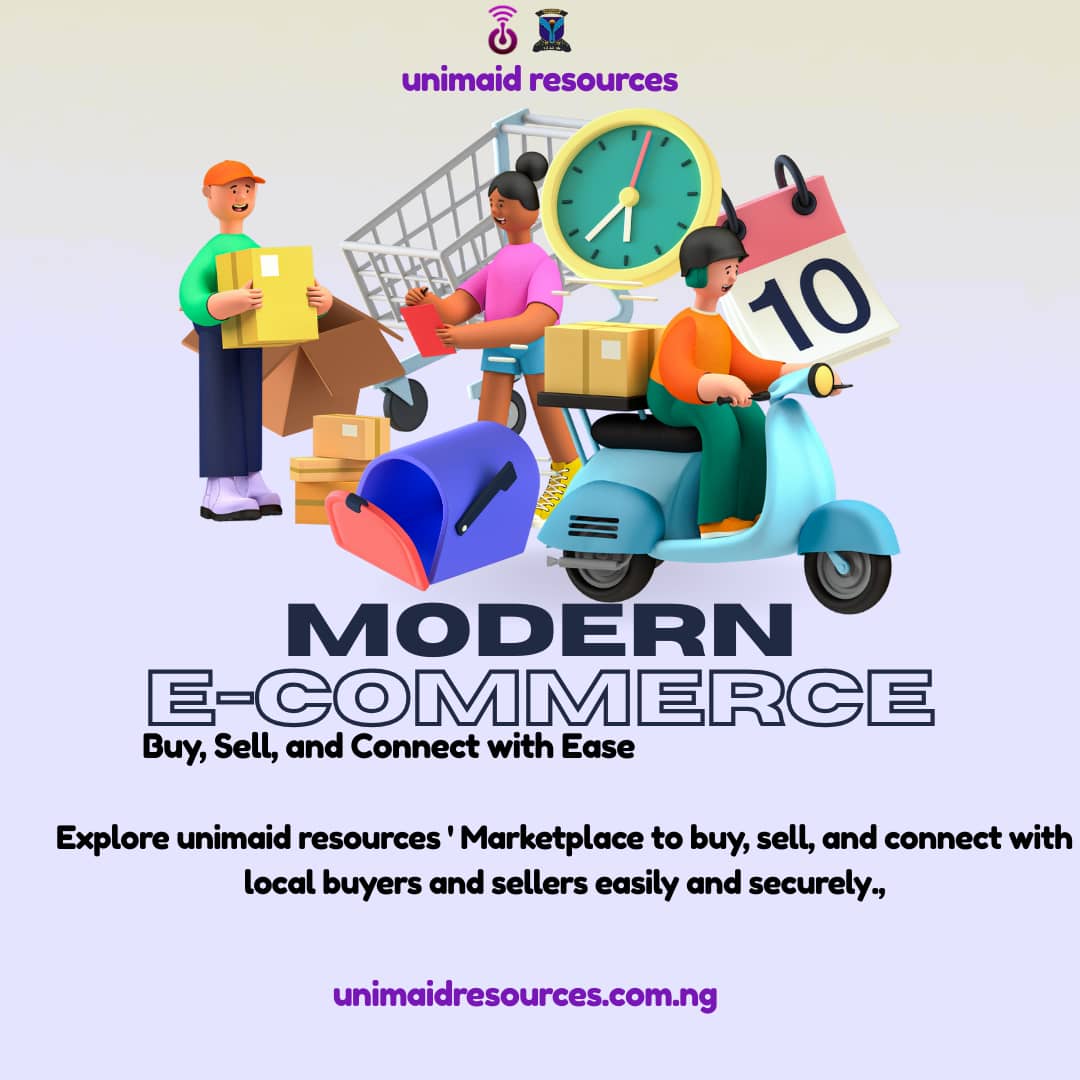 unimaid resources
10
MODERN
E-COMMERCE
Buy, Sell, and Connect with Ease
Explore unimaid resources ' Marketplace to buy, sell, and connect with
local buyers and sellers easily and securely.,
unimaidresources.com.ng